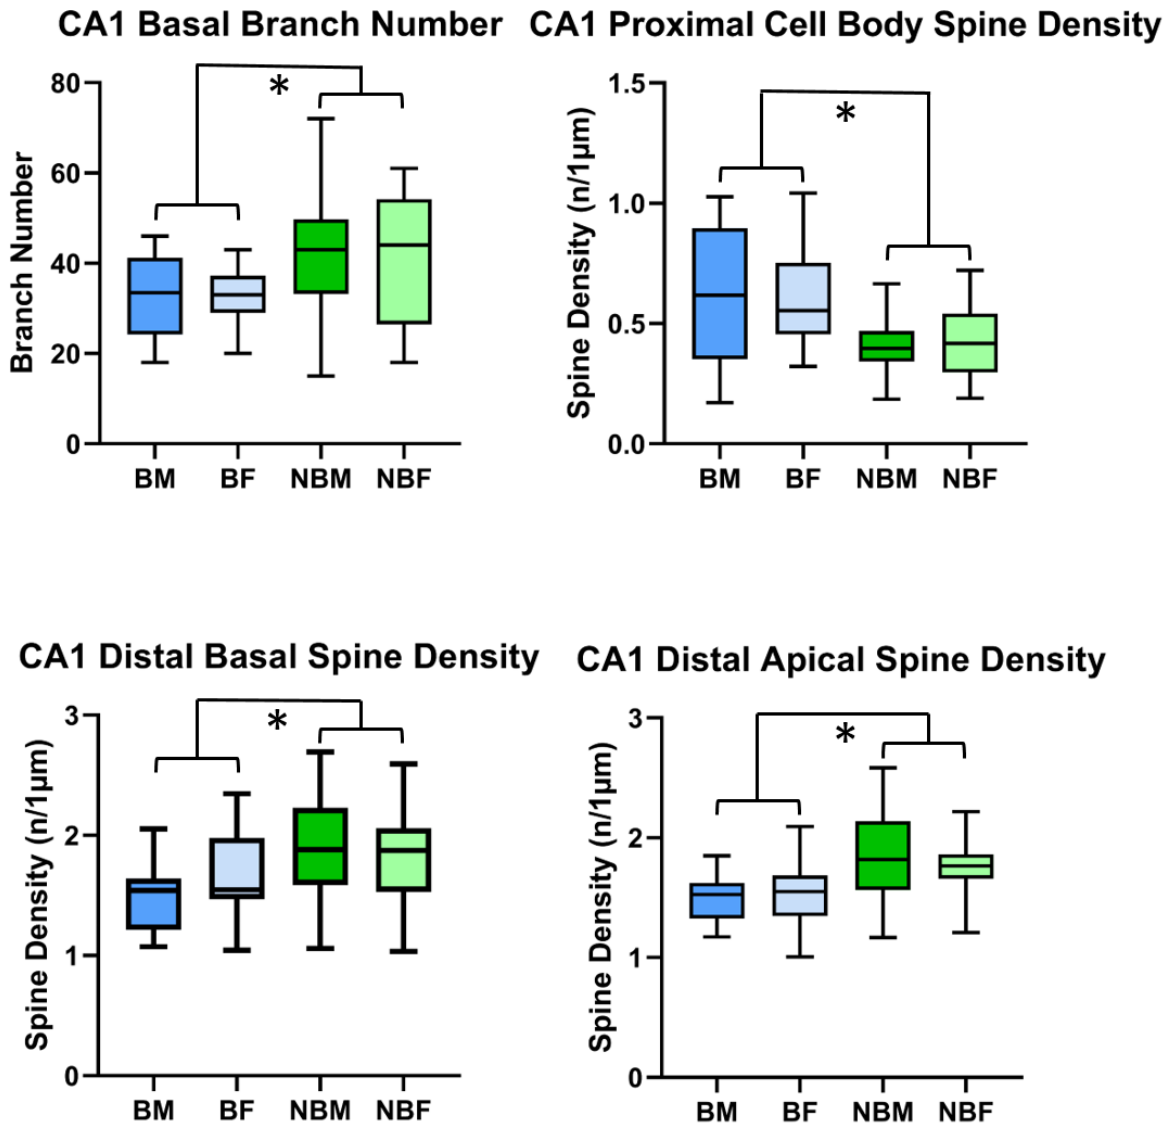 CA1 Basal Branch Number
Branch Number
80
60
40
20
0
*
BM BF NBM NBF
CA1 Proximal Cell Body Spine Density
Spine Density (n/1µm)
1.5
1.0
0.5
0.0
*
BM BF NBM NBF
CA1 Distal Basal Spine Density
Spine Density (n/1µm)
3
2
1
0
*
BM BF NBM NBF
CA1 Distal Apical Spine Density
Spine Density (n/1µm)
3
2
1
0
*
BM BF NBM NBF